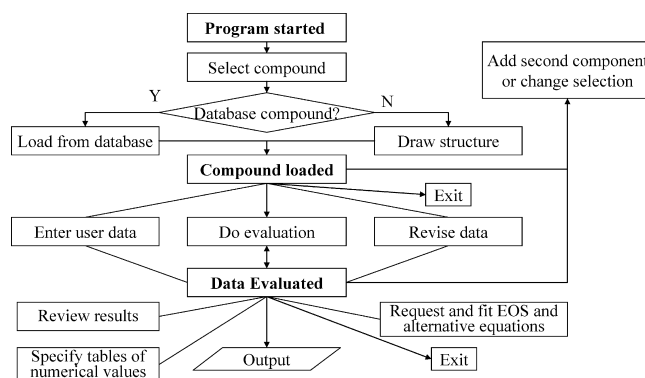 Program started
Select compound
Add second component
or change selection
Y
Database compound?
N
Load from database
Draw structure
Compound loaded
Exit
Enter user data
Do evaluation
Revise data
Data Evaluated
Review results
Request and fit EOS and
alternative equations
Specify tables of
numerical values
Output
Exit